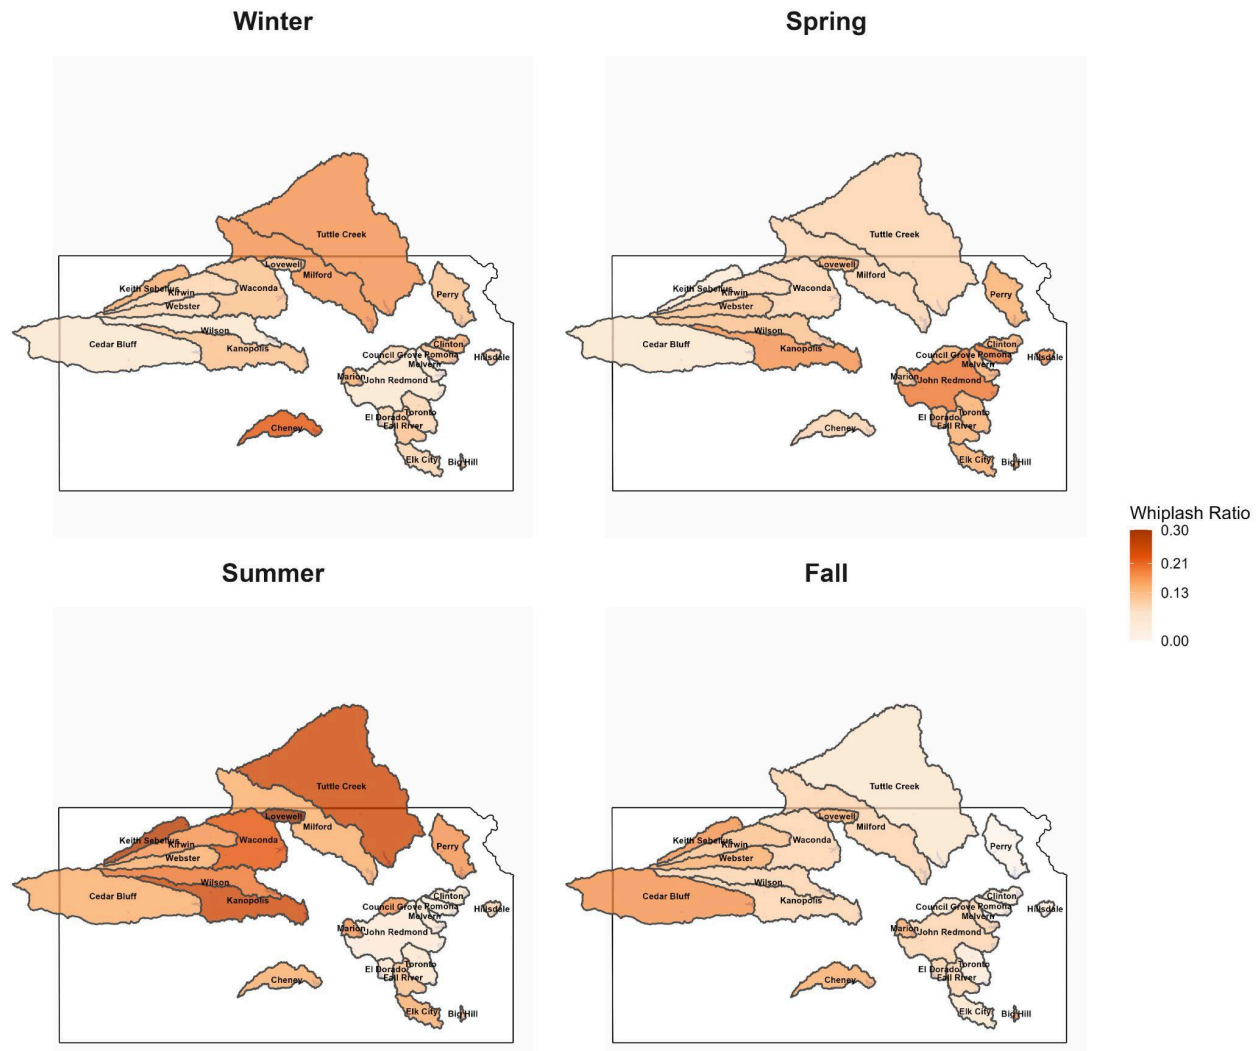 Winter
Spring
Tuttle Creek
Lovewell
Milford
Keith Sebelius
Kirwin
Waconda
Webster
Perry
Wilson
Cedar Bluff
Kanopolis
Clinton
Council Grove Pomona
Hillsdale
Melvern
Marion
John Redmond
Toronto
El Dorado
Fall River
Cheney
Elk City
Big Hill
Tuttle Creek
Lovewell
Milford
Keith Sebelius
Kirwin
Waconda
Webster
Perry
Wilson
Cedar Bluff
Kanopolis
Clinton
Council Grove Pomona
Hillsdale
Melvern
Marion
John Redmond
Toronto
El Dorado
Fall River
Cheney
Elk City
Big Hill
Whiplash Ratio
0.30
0.21
0.13
0.00
Summer
Fall
Tuttle Creek
Lovewell
Milford
Keith Sebelius
Kirwin
Waconda
Webster
Perry
Wilson
Cedar Bluff
Kanopolis
Clinton
Council Grove Pomona
Hillsdale
Melvern
Marion
John Redmond
Toronto
El Dorado
Fall River
Cheney
Elk City
Big Hill
Tuttle Creek
Lovewell
Milford
Keith Sebelius
Kirwin
Waconda
Webster
Perry
Wilson
Cedar Bluff
Kanopolis
Clinton
Council Grove Pomona
Hillsdale
Melvern
Marion
John Redmond
Toronto
El Dorado
Fall River
Cheney
Elk City
Big Hill